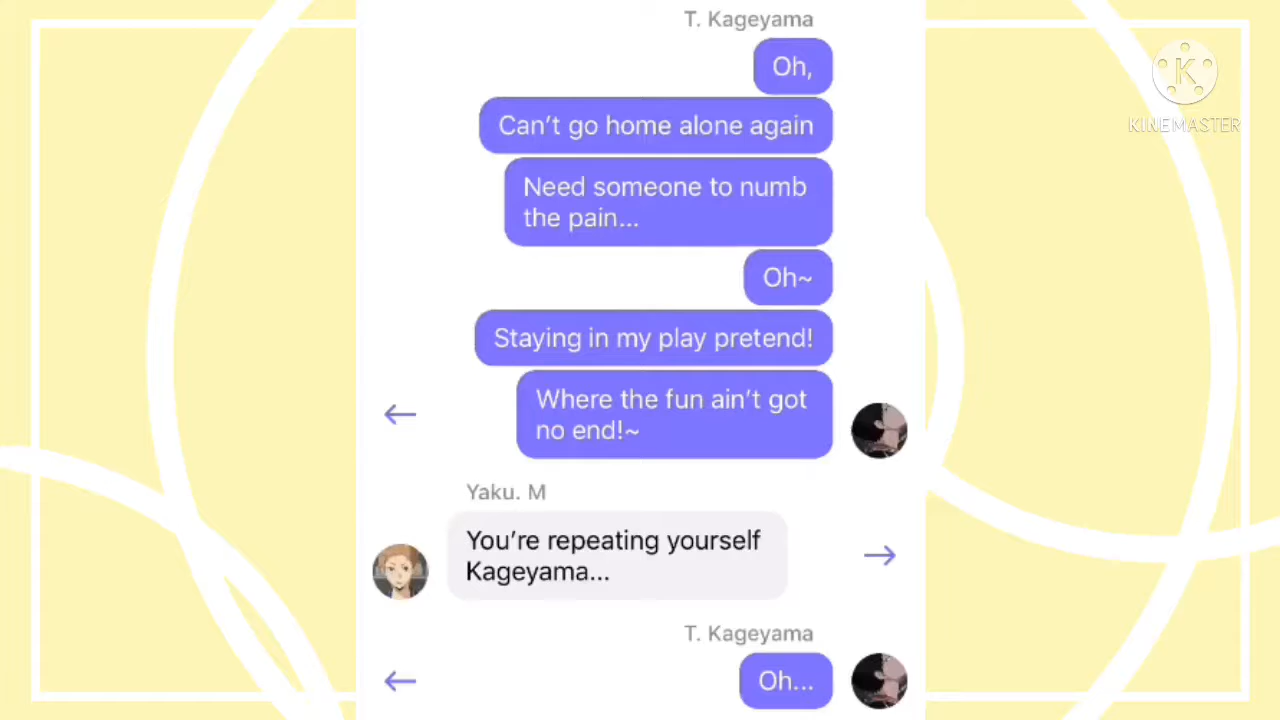 T. Kageyama
Oh,
Can’t go home alone again
Need someone to numb
the pain...
Oh~
Staying in my play pretend!
Where the fun ain’t got
no end!~
Yaku. M
You’re repeating yourself
Kageyama...
T. Kageyama
Oh...
K
KINEMASTER